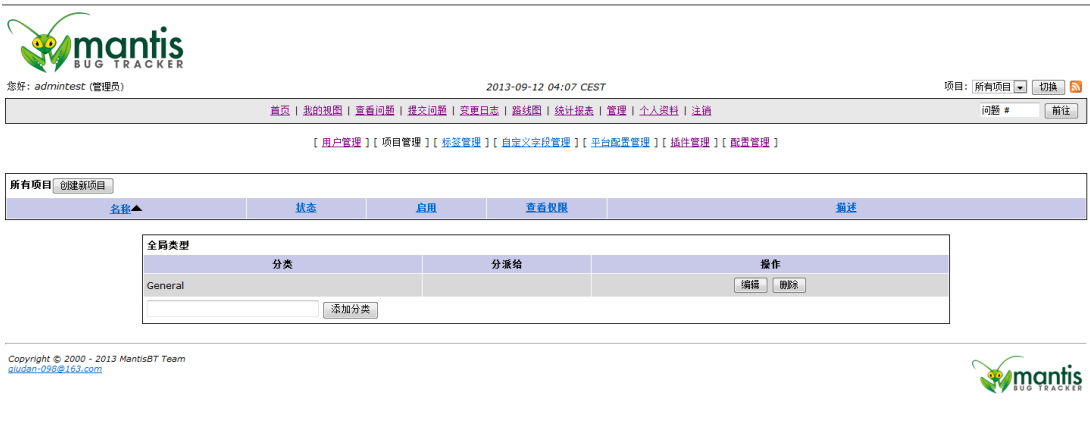 mantis
BUG TRACKER
您好: admintest (管理员) 2013-09-12 04:07 CEST 项目: 所有项目 切换
首页 | 我的视图 | 查看问题 | 提交问题 | 变更日志 | 路线图 | 统计报表 | 管理 | 个人资料 | 注销 问题 # 前往
[ 用户管理 ] [ 项目管理 ] [ 标签管理 ] [ 自定义字段管理 ] [ 平台配置管理 ] [ 插件管理 ] [ 配置管理 ]
所有项目 创建新项目
名称 状态 启用 查看权限 描述
全局类型
分类 分派给 操作
General 编辑 删除
添加分类
Copyright © 2000 - 2013 MantisBT Team
qiudan-098@163.com
mantis
BUG TRACKER